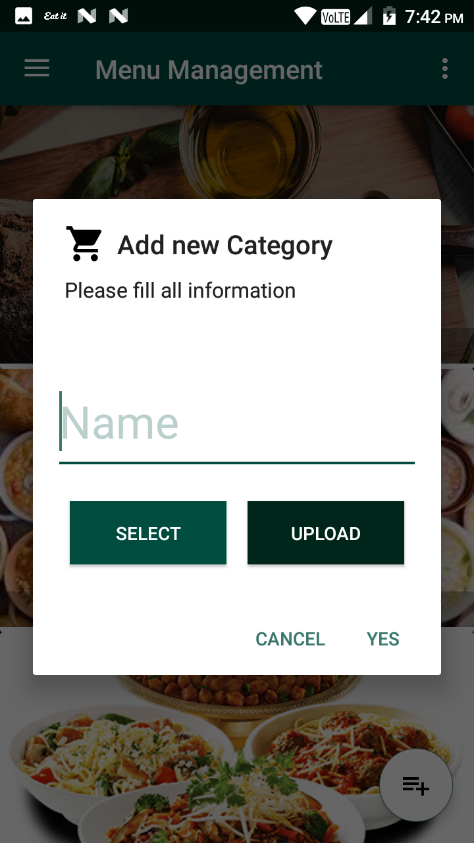 Eat it
VoLTE
7:42 PM
Menu Management
Add new Category
Please fill all information
Name
SELECT
UPLOAD
CANCEL
YES